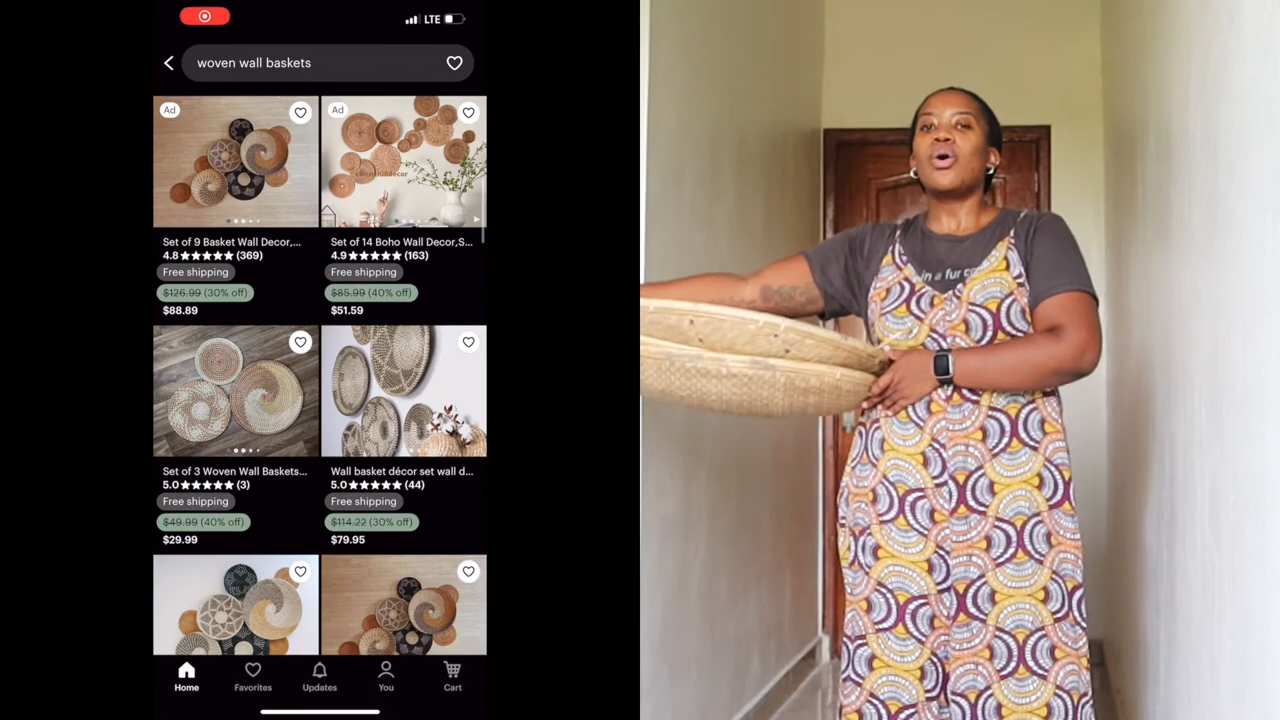 LTE
woven wall baskets
Ad
Ad
chicnchilldecor
Set of 9 Basket Wall Decor,...
Set of 14 Boho Wall Decor,S...
4.8 ★★★★★ (369)
4.9 ★★★★★ (163)
Free shipping
Free shipping
$126.99 (30% off)
$85.99 (40% off)
$88.89
$51.59
Set of 3 Woven Wall Baskets...
Wall basket décor set wall d...
5.0 ★★★★★ (3)
5.0 ★★★★★ (44)
Free shipping
Free shipping
$49.99 (40% off)
$114.22 (30% off)
$29.99
$79.95
Home
Favorites
Updates
You
Cart
in a fur co